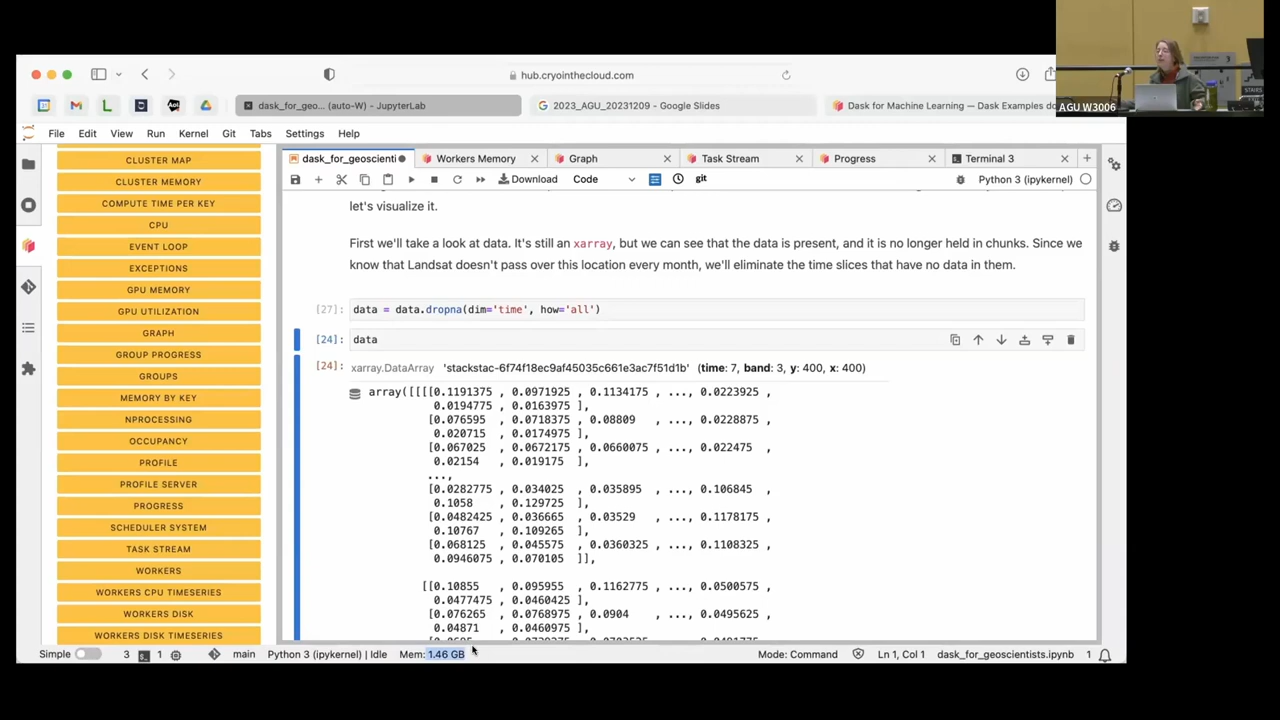 AGU W3006
hub.cryointhecloud.com
dask_for_geo... (auto-W) - JupyterLab
2023_AGU_20231209 - Google Slides
Dask for Machine Learning — Dask Examples do
File Edit View Run Kernel Git Tabs Settings Help
dask_for_geoscienti
Workers Memory
Graph
Task Stream
Progress
Terminal 3
Download
Code
git
Python 3 (ipykernel)
CLUSTER MAP
CLUSTER MEMORY
COMPUTE TIME PER KEY
CPU
EVENT LOOP
EXCEPTIONS
GPU MEMORY
GPU UTILIZATION
GRAPH
GROUP PROGRESS
GROUPS
MEMORY BY KEY
NPROCESSING
OCCUPANCY
PROFILE
PROFILE SERVER
PROGRESS
SCHEDULER SYSTEM
TASK STREAM
WORKERS
WORKERS CPU TIMESERIES
WORKERS DISK
WORKERS DISK TIMESERIES
let's visualize it.
First we'll take a look at data. It's still an xarray, but we can see that the data is present, and it is no longer held in chunks. Since we
know that Landsat doesn't pass over this location every month, we'll eliminate the time slices that have no data in them.
[27]: data = data.dropna(dim='time', how='all')
[24]: data
[24]: xarray.DataArray 'stackstac-6f74f18ec9af45035c661e3ac7f51d1b' (time: 7, band: 3, y: 400, x: 400)
array([[[[0.1191375 , 0.0971925 , 0.1134175 , ..., 0.0223925 ,
0.0194775 , 0.0163975 ],
[0.076595 , 0.0718375 , 0.08809 , ..., 0.0228875 ,
0.020715 , 0.0174975 ],
[0.067025 , 0.0672175 , 0.0660075 , ..., 0.022475 ,
0.02154 , 0.019175 ],
...,
[0.0282775 , 0.034025 , 0.035895 , ..., 0.106845 ,
0.1058 , 0.129725 ],
[0.0482425 , 0.036665 , 0.03529 , ..., 0.1178175 ,
0.10767 , 0.109265 ],
[0.068125 , 0.045575 , 0.0360325 , ..., 0.1108325 ,
0.0946075 , 0.070105 ]],
[[0.10855 , 0.095955 , 0.1162775 , ..., 0.0500575 ,
0.0477475 , 0.0460425 ],
[0.076265 , 0.0768975 , 0.0904 , ..., 0.0495625 ,
0.04871 , 0.0460975 ],
Simple 3 1 main Python 3 (ipykernel) | Idle Mem: 1.46 GB Mode: Command Ln 1, Col 1 dask_for_geoscientists.ipynb 1